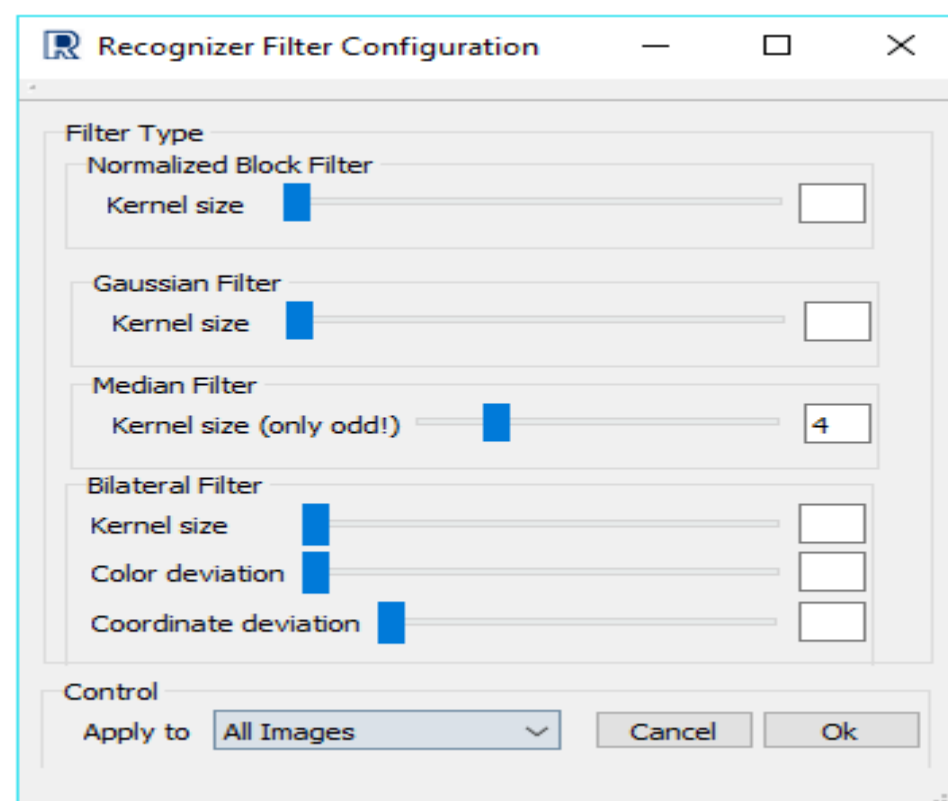 Recognizer Filter Configuration
Filter Type
Normalized Block Filter
Kernel size
Gaussian Filter
Kernel size
Median Filter
Kernel size (only odd!) 4
Bilateral Filter
Kernel size
Color deviation
Coordinate deviation
Control
Apply to All Images Cancel Ok